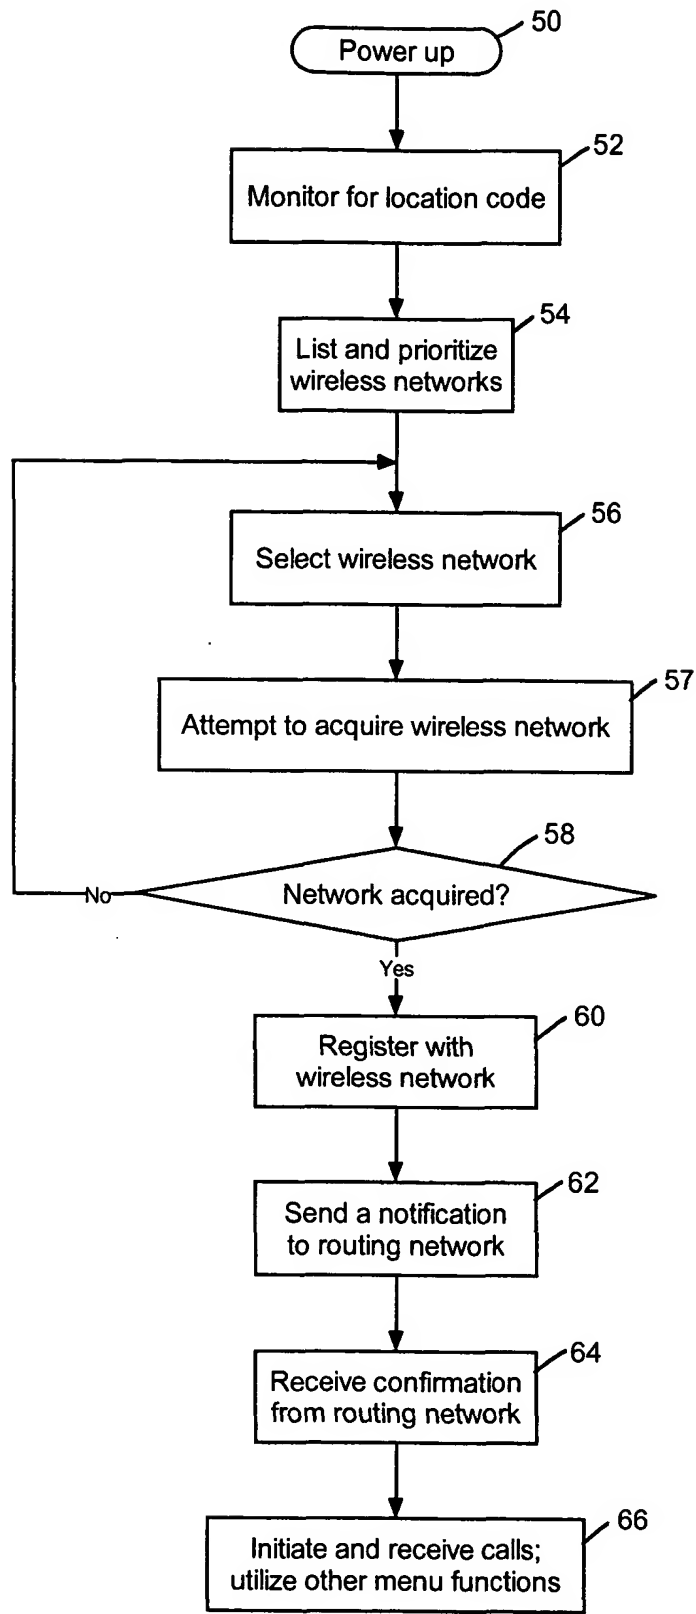 50
Power up
52
Monitor for location code
54
List and prioritize
wireless networks
56
Select wireless network
57
Attempt to acquire wireless network
58
Network acquired?
No
Yes
60
Register with
wireless network
62
Send a notification
to routing network
64
Receive confirmation
from routing network
66
Initiate and receive calls;
utilize other menu functions